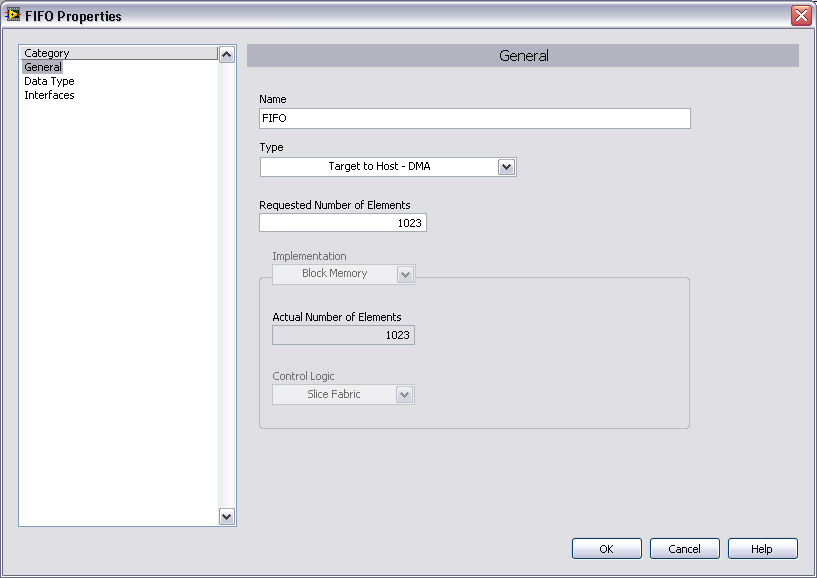 FIFO Properties
Category
General
Data Type
Interfaces
General
Name
FIFO
Type
Target to Host - DMA
Requested Number of Elements
1023
Implementation
Block Memory
Actual Number of Elements
1023
Control Logic
Slice Fabric
OK
Cancel
Help